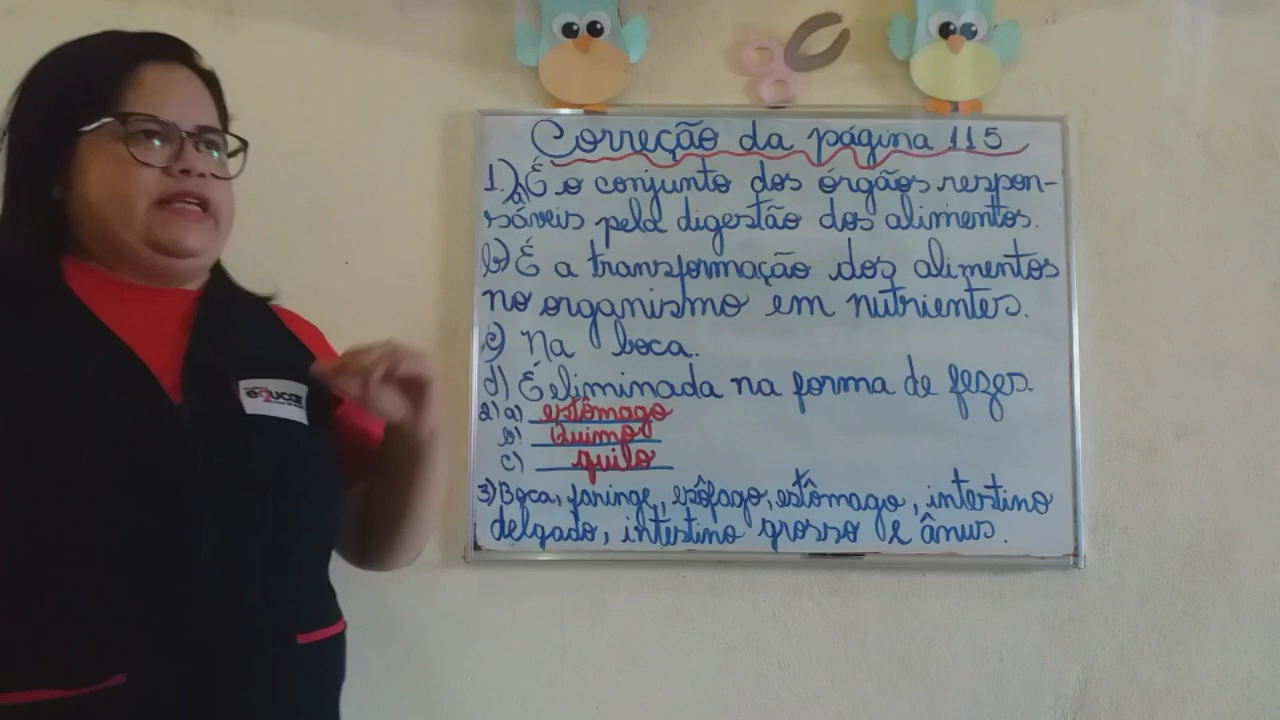 Correção da página 115
1.) a) É o conjunto dos órgãos respon-
sáveis pela digestão dos alimentos.
b) É a transformação dos alimentos
no organismo em nutrientes.
c) Na boca.
d) É eliminada na forma de fezes.
2) a) estômago
b) Quimo
c) quilo
3) Boca, faringe, esôfago, estômago, intestino
delgado, intestino grosso e ânus.
educar